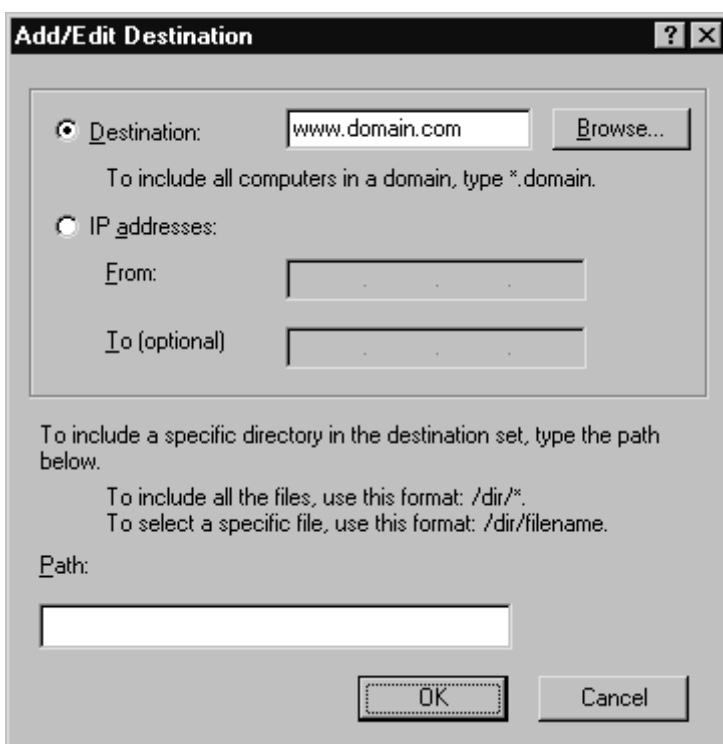 Add/Edit Destination
Destination: www.domain.com Browse...
To include all computers in a domain, type *.domain.
IP addresses:
From: . . .
To (optional) . . .
To include a specific directory in the destination set, type the path
below.
To include all the files, use this format: /dir/*.
To select a specific file, use this format: /dir/filename.
Path:
OK Cancel